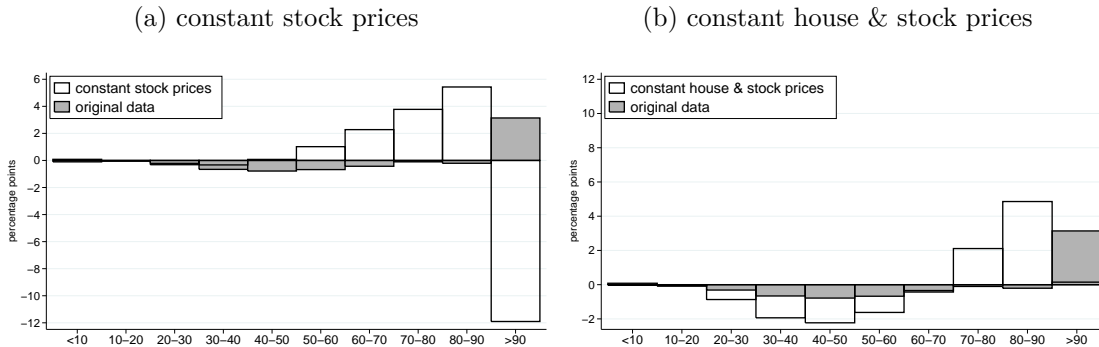 (a) constant stock prices
6
4
2
0
−2
−4
−6
−8
−10
−12
percentage points
constant stock prices
original data
<10 10−20 20−30 30−40 40−50 50−60 60−70 70−80 80−90 >90
(b) constant house & stock prices
12
10
8
6
4
2
0
−2
percentage points
constant house & stock prices
original data
<10 10−20 20−30 30−40 40−50 50−60 60−70 70−80 80−90 >90